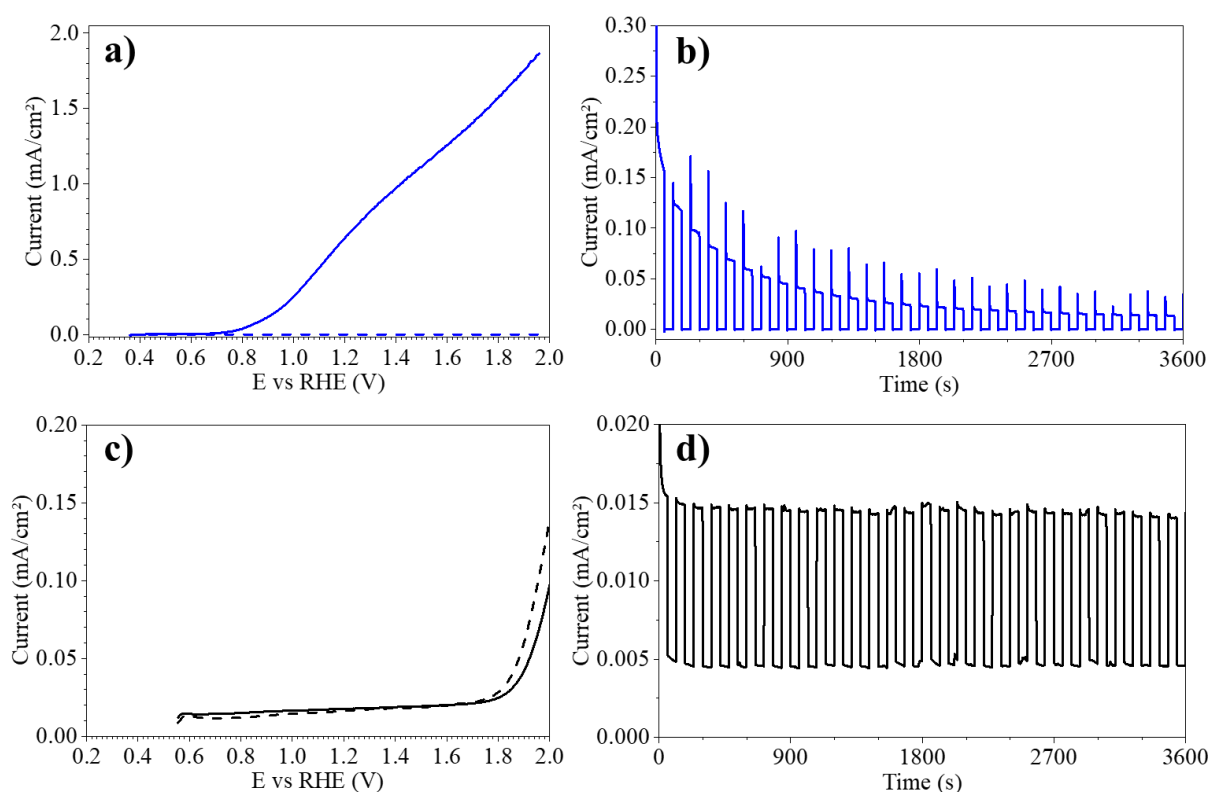 a)
2.0
1.5
1.0
0.5
0.0
Current (mA/cm²)
0.2 0.4 0.6 0.8 1.0 1.2 1.4 1.6 1.8 2.0
E vs RHE (V)
b)
0.30
0.25
0.20
0.15
0.10
0.05
0.00
Current (mA/cm²)
0 900 1800 2700 3600
Time (s)
c)
0.20
0.15
0.10
0.05
0.00
Current (mA/cm²)
0.2 0.4 0.6 0.8 1.0 1.2 1.4 1.6 1.8 2.0
E vs RHE (V)
d)
0.020
0.015
0.010
0.005
0.000
Current (mA/cm²)
0 900 1800 2700 3600
Time (s)